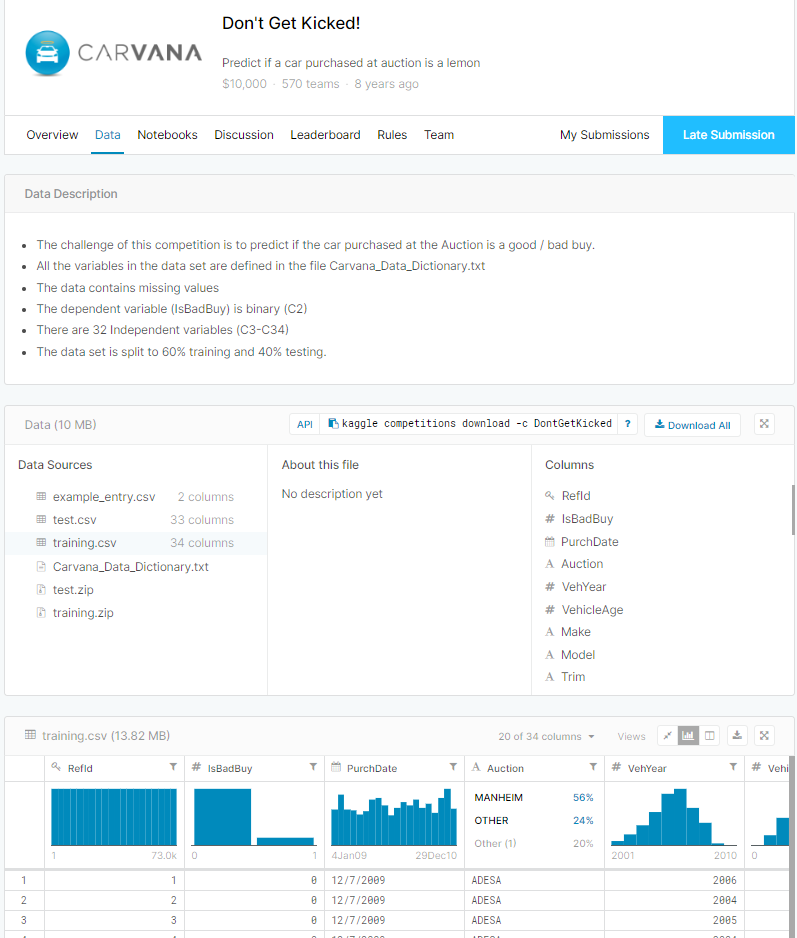 Don't Get Kicked!
CARVANA
Predict if a car purchased at auction is a lemon
$10,000 · 570 teams · 8 years ago
Overview Data Notebooks Discussion Leaderboard Rules Team My Submissions Late Submission
Data Description
• The challenge of this competition is to predict if the car purchased at the Auction is a good / bad buy.
• All the variables in the data set are defined in the file Carvana_Data_Dictionary.txt
• The data contains missing values
• The dependent variable (IsBadBuy) is binary (C2)
• There are 32 Independent variables (C3-C34)
• The data set is split to 60% training and 40% testing.
Data (10 MB) API kaggle competitions download -c DontGetKicked ? Download All
Data Sources
example_entry.csv 2 columns
test.csv 33 columns
training.csv 34 columns
Carvana_Data_Dictionary.txt
test.zip
training.zip
About this file
No description yet
Columns
RefId
# IsBadBuy
PurchDate
A Auction
# VehYear
# VehicleAge
A Make
A Model
A Trim
training.csv (13.82 MB) 20 of 34 columns Views
RefId # IsBadBuy PurchDate A Auction # VehYear # Vehi
MANHEIM 56%
OTHER 24%
Other (1) 20%
1 73.0k 0 1 4Jan09 29Dec10 2001 2010 0
1 1 0 12/7/2009 ADESA 2006
2 2 0 12/7/2009 ADESA 2004
3 3 0 12/7/2009 ADESA 2005